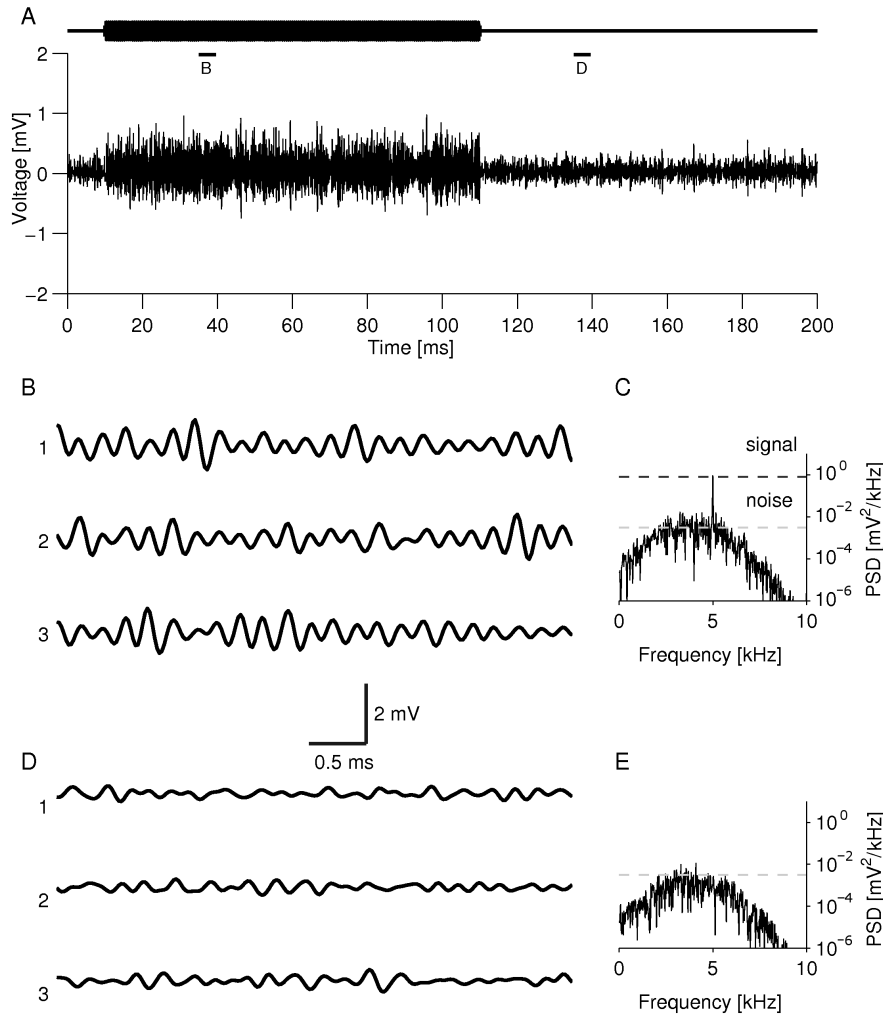 A
B
D
2
1
0
−1
−2
Voltage [mV]
0 20 40 60 80 100 120 140 160 180 200
Time [ms]
B
1
2
3
C
signal
noise
10^0
10^−2
10^−4
10^−6
PSD [mV^2/kHz]
0 5 10
Frequency [kHz]
2 mV
0.5 ms
D
1
2
3
E
10^0
10^−2
10^−4
10^−6
PSD [mV^2/kHz]
0 5 10
Frequency [kHz]